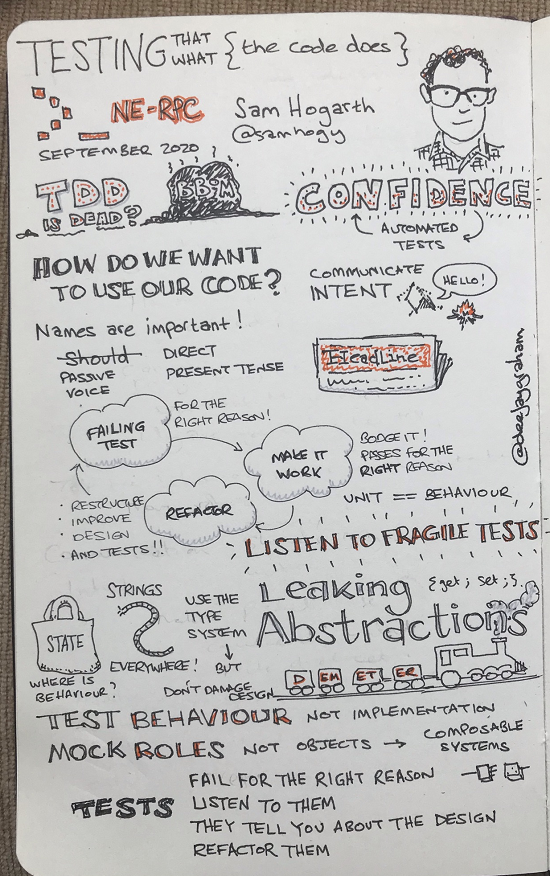 TESTING THAT WHAT {the code does}
NE-RPC
Sam Hogarth
@samhogy
SEPTEMBER 2020
TDD IS DEAD?
BBoM
CONFIDENCE
AUTOMATED TESTS
HOW DO WE WANT
TO USE OUR CODE?
COMMUNICATE
INTENT
HELLO!
Names are important!
Should
PASSIVE
VOICE
DIRECT
PRESENT TENSE
HeadLine
@deejaygraham
FAILING
TEST
FOR THE
RIGHT REASON!
MAKE IT
WORK
BODGE IT!
PASSES FOR THE
RIGHT REASON
REFACTOR
· RESTRUCTURE
· IMPROVE
· DESIGN
· AND TESTS!!
UNIT == BEHAVIOUR
LISTEN TO FRAGILE TESTS
STATE
WHERE IS
BEHAVIOUR?
STRINGS
EVERYWHERE!
USE THE
TYPE
SYSTEM
BUT
DON'T DAMAGE
DESIGN
Leaking {get; set;}
Abstractions
D EM ET ER
TEST BEHAVIOUR NOT IMPLEMENTATION
MOCK ROLES NOT OBJECTS → COMPOSABLE
SYSTEMS
TESTS
FAIL FOR THE RIGHT REASON
LISTEN TO THEM
THEY TELL YOU ABOUT THE DESIGN
REFACTOR THEM